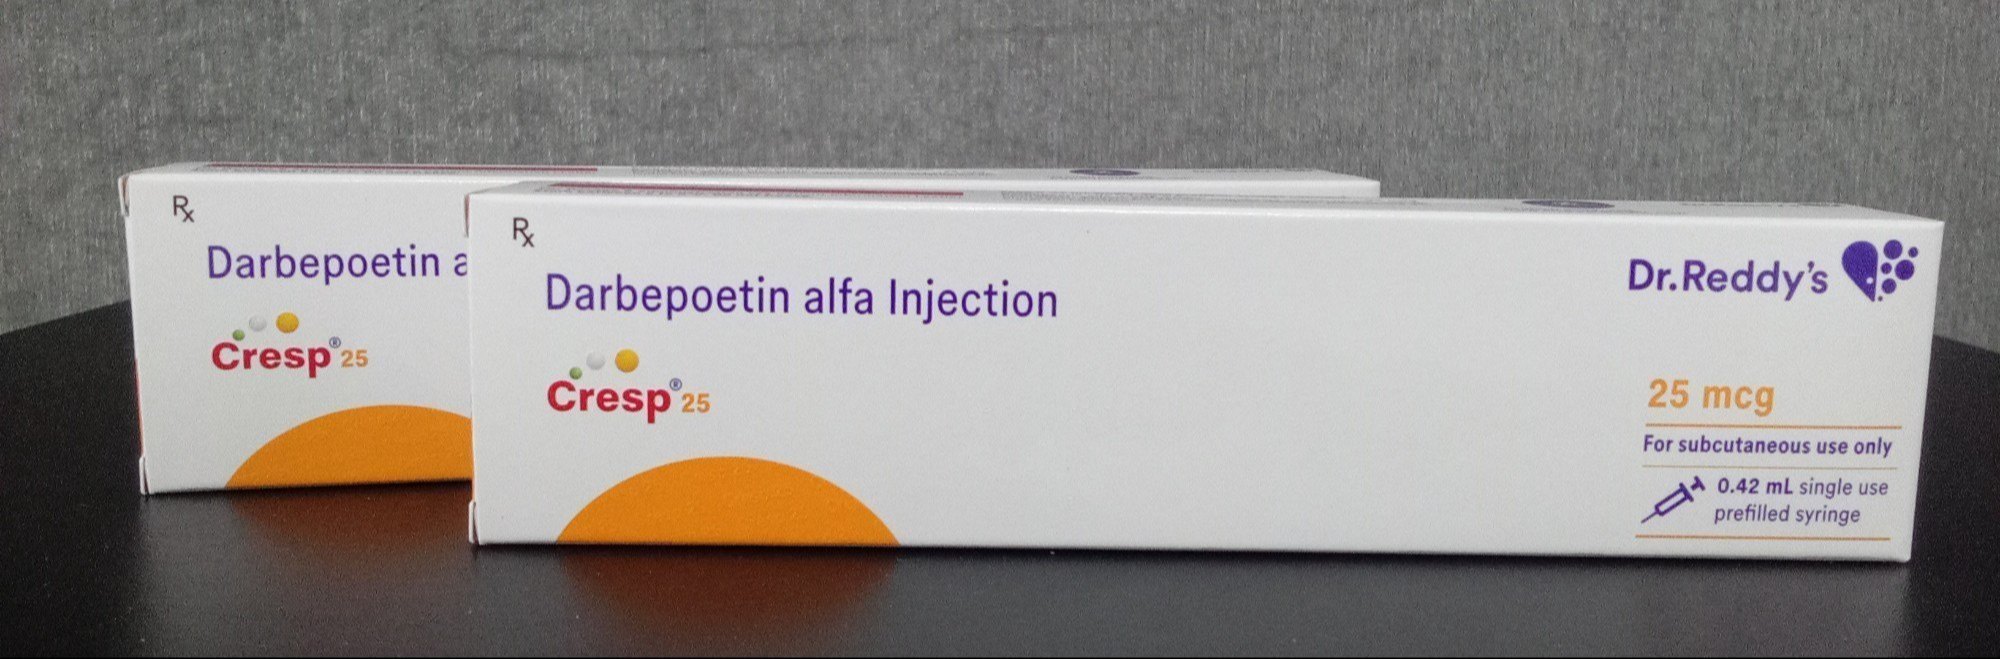 Rx
Darbepoetin a
Cresp® 25
Rx
Darbepoetin alfa Injection
Cresp® 25
Dr.Reddy's
25 mcg
For subcutaneous use only
0.42 mL single use
prefilled syringe